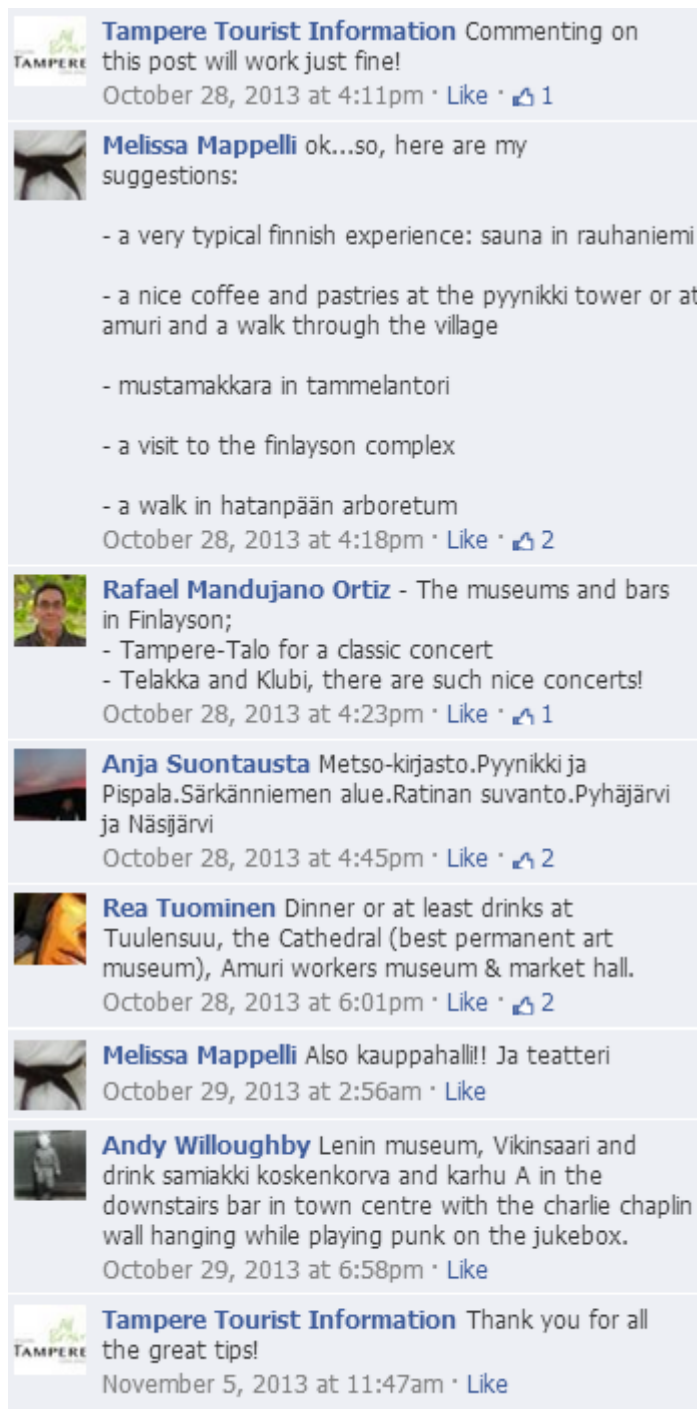 Tampere Tourist Information Commenting on
this post will work just fine!
October 28, 2013 at 4:11pm · Like · 1
TAMPERE
Melissa Mappelli ok...so, here are my
suggestions:
- a very typical finnish experience: sauna in rauhaniemi
- a nice coffee and pastries at the pyynikki tower or at
amuri and a walk through the village
- mustamakkara in tammelantori
- a visit to the finlayson complex
- a walk in hatanpään arboretum
October 28, 2013 at 4:18pm · Like · 2
Rafael Mandujano Ortiz - The museums and bars
in Finlayson;
- Tampere-Talo for a classic concert
- Telakka and Klubi, there are such nice concerts!
October 28, 2013 at 4:23pm · Like · 1
Anja Suontausta Metso-kirjasto.Pyynikki ja
Pispala.Särkänniemen alue.Ratinan suvanto.Pyhäjärvi
ja Näsijärvi
October 28, 2013 at 4:45pm · Like · 2
Rea Tuominen Dinner or at least drinks at
Tuulensuu, the Cathedral (best permanent art
museum), Amuri workers museum & market hall.
October 28, 2013 at 6:01pm · Like · 2
Melissa Mappelli Also kauppahalli!! Ja teatteri
October 29, 2013 at 2:56am · Like
Andy Willoughby Lenin museum, Vikinsaari and
drink samiakki koskenkorva and karhu A in the
downstairs bar in town centre with the charlie chaplin
wall hanging while playing punk on the jukebox.
October 29, 2013 at 6:58pm · Like
Tampere Tourist Information Thank you for all
the great tips!
November 5, 2013 at 11:47am · Like
TAMPERE